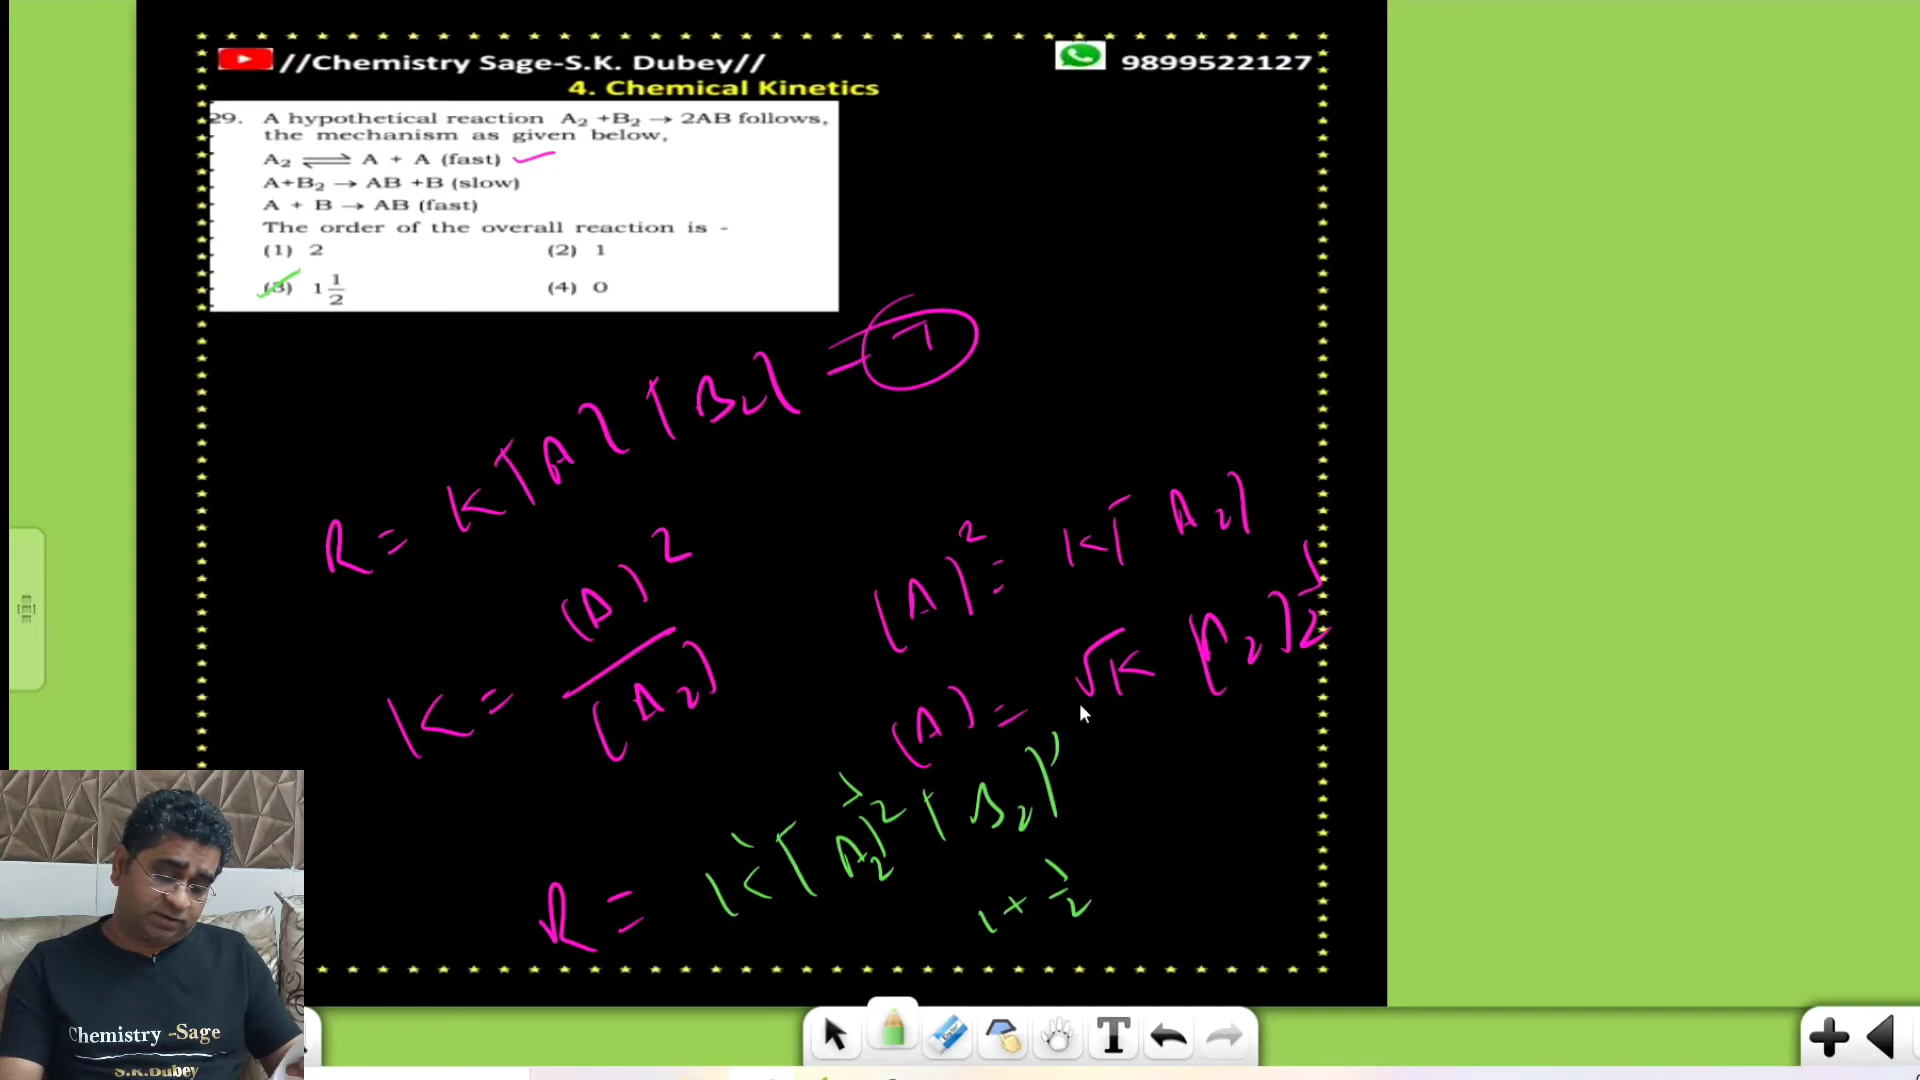 //Chemistry Sage-S.K. Dubey//
9899522127
4. Chemical Kinetics
29. A hypothetical reaction A₂ +B₂ → 2AB follows,
the mechanism as given below,
A₂ ⇌ A + A (fast)
A+B₂ → AB +B (slow)
A + B → AB (fast)
The order of the overall reaction is -
(1) 2 (2) 1
(3) 1 1/2 (4) 0
R = K[A][B₂] =
K = (A)² / [A₂]
[A]² = K[A₂]
(A) = √K [A₂]^1/2
R = K'[A₂]^1/2 [B₂]^1
1 + 1/2
Chemistry -Sage
S.K.Dubey
T